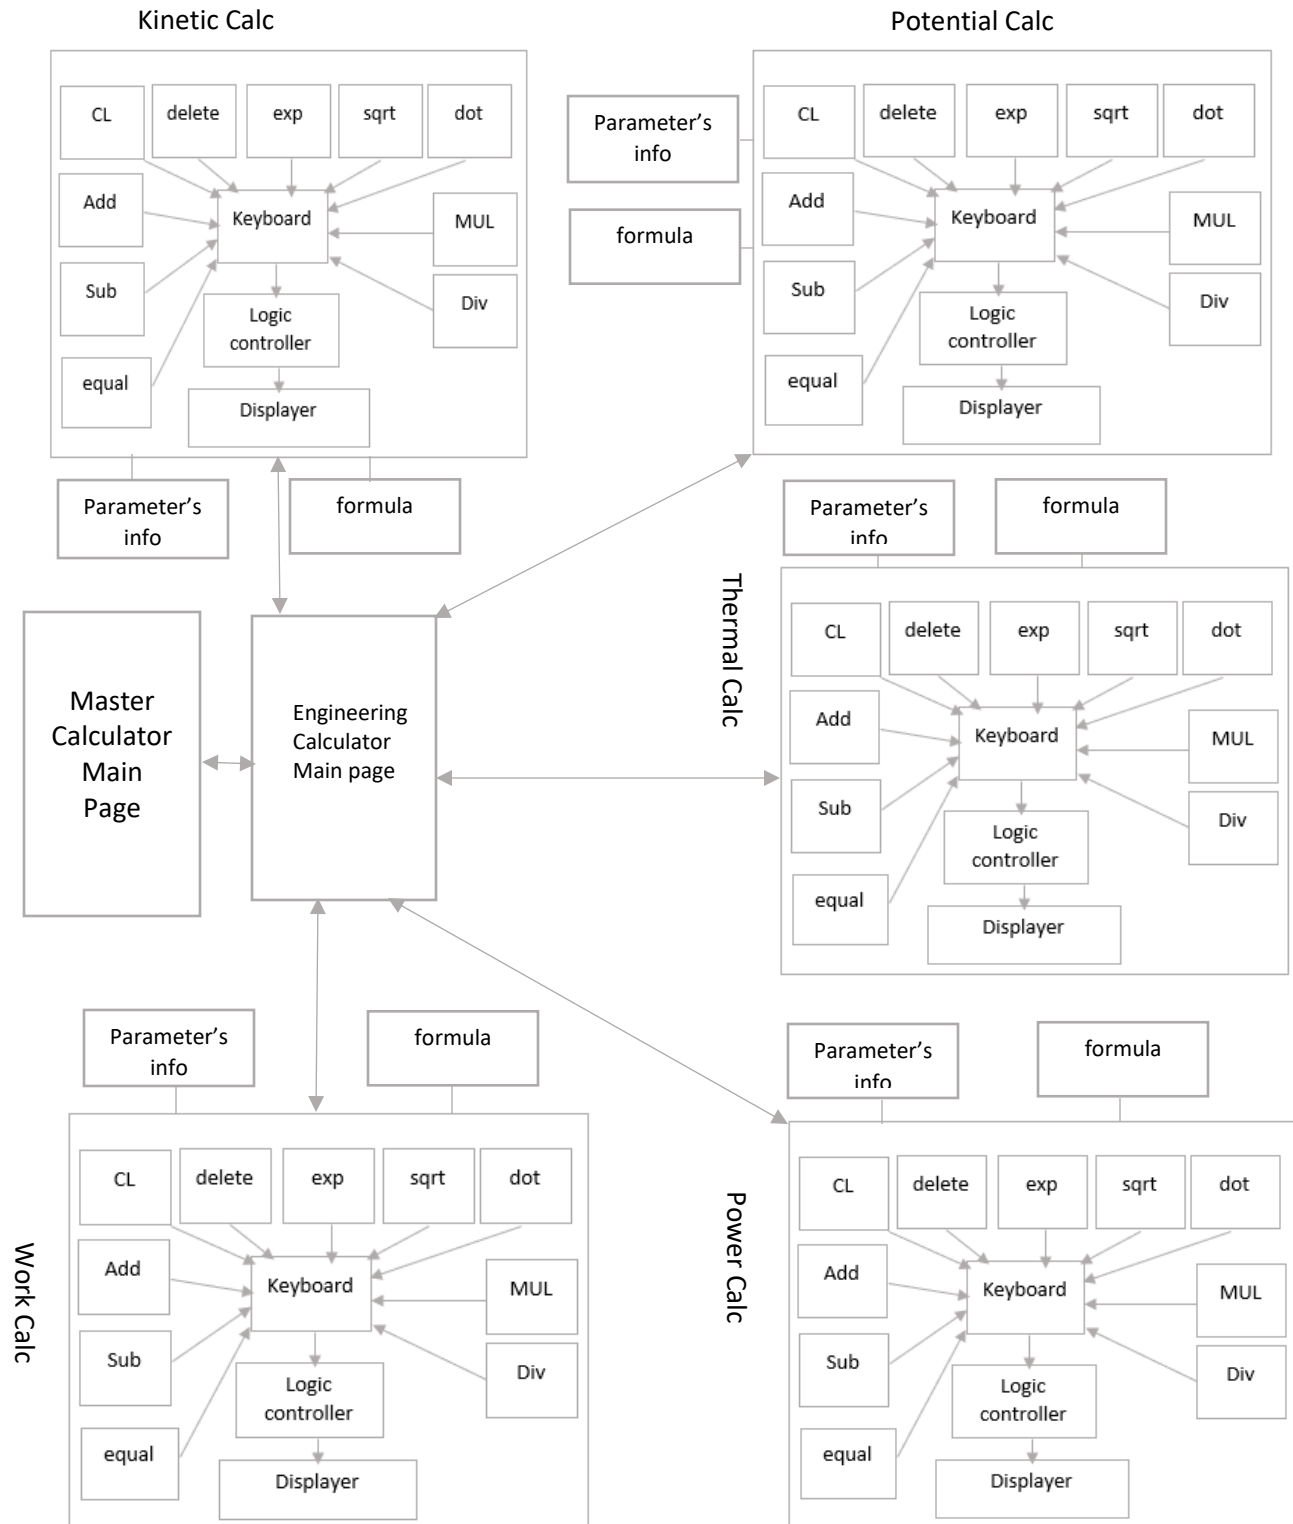 Kinetic Calc
CL
delete
exp
sqrt
dot
Add
Keyboard
MUL
Sub
Logic
controller
Div
equal
Displayer
Parameter's
info
formula
Potential Calc
Parameter's
info
formula
CL
delete
exp
sqrt
dot
Add
Keyboard
MUL
Sub
Logic
controller
Div
equal
Displayer
Master
Calculator
Main
Page
Engineering
Calculator
Main page
Thermal Calc
Parameter's
info
formula
CL
delete
exp
sqrt
dot
Add
Keyboard
MUL
Sub
Logic
controller
Div
equal
Displayer
Work Calc
Parameter's
info
formula
CL
delete
exp
sqrt
dot
Add
Keyboard
MUL
Sub
Logic
controller
Div
equal
Displayer
Power Calc
Parameter's
info
formula
CL
delete
exp
sqrt
dot
Add
Keyboard
MUL
Sub
Logic
controller
Div
equal
Displayer